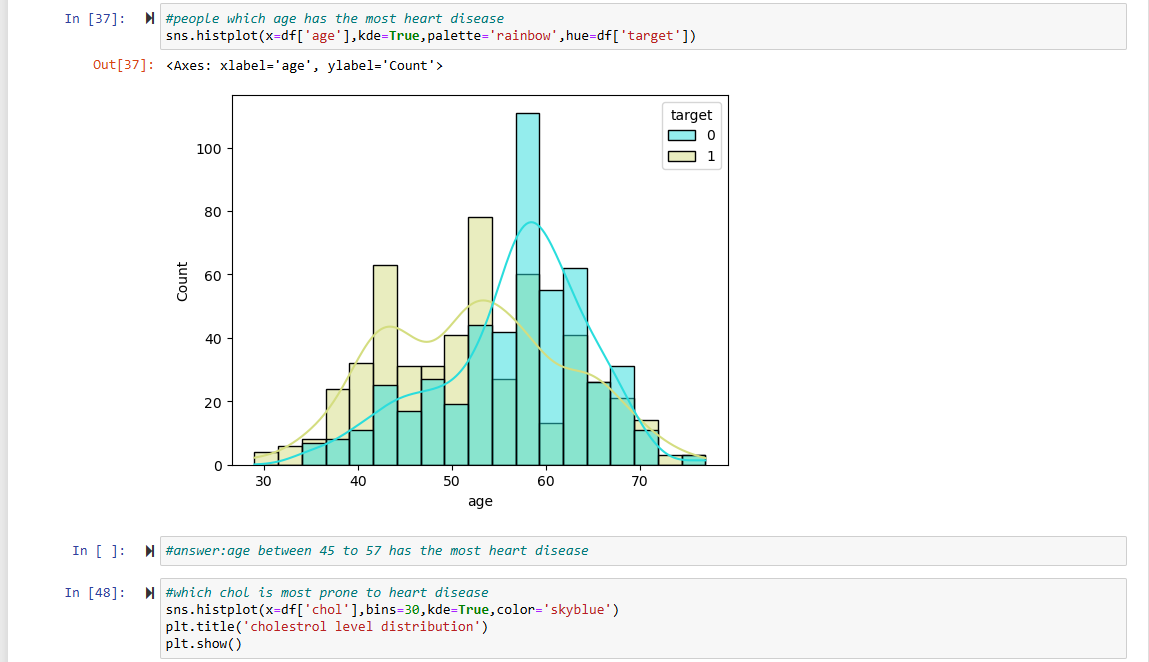 In [37]:
#people which age has the most heart disease
sns.histplot(x=df['age'],kde=True,palette='rainbow',hue=df['target'])
Out[37]: <Axes: xlabel='age', ylabel='Count'>
target
0
1
100
80
60
40
20
0
Count
30 40 50 60 70
age
In [ ]:
#answer:age between 45 to 57 has the most heart disease
In [48]:
#which chol is most prone to heart disease
sns.histplot(x=df['chol'],bins=30,kde=True,color='skyblue')
plt.title('cholestrol level distribution')
plt.show()